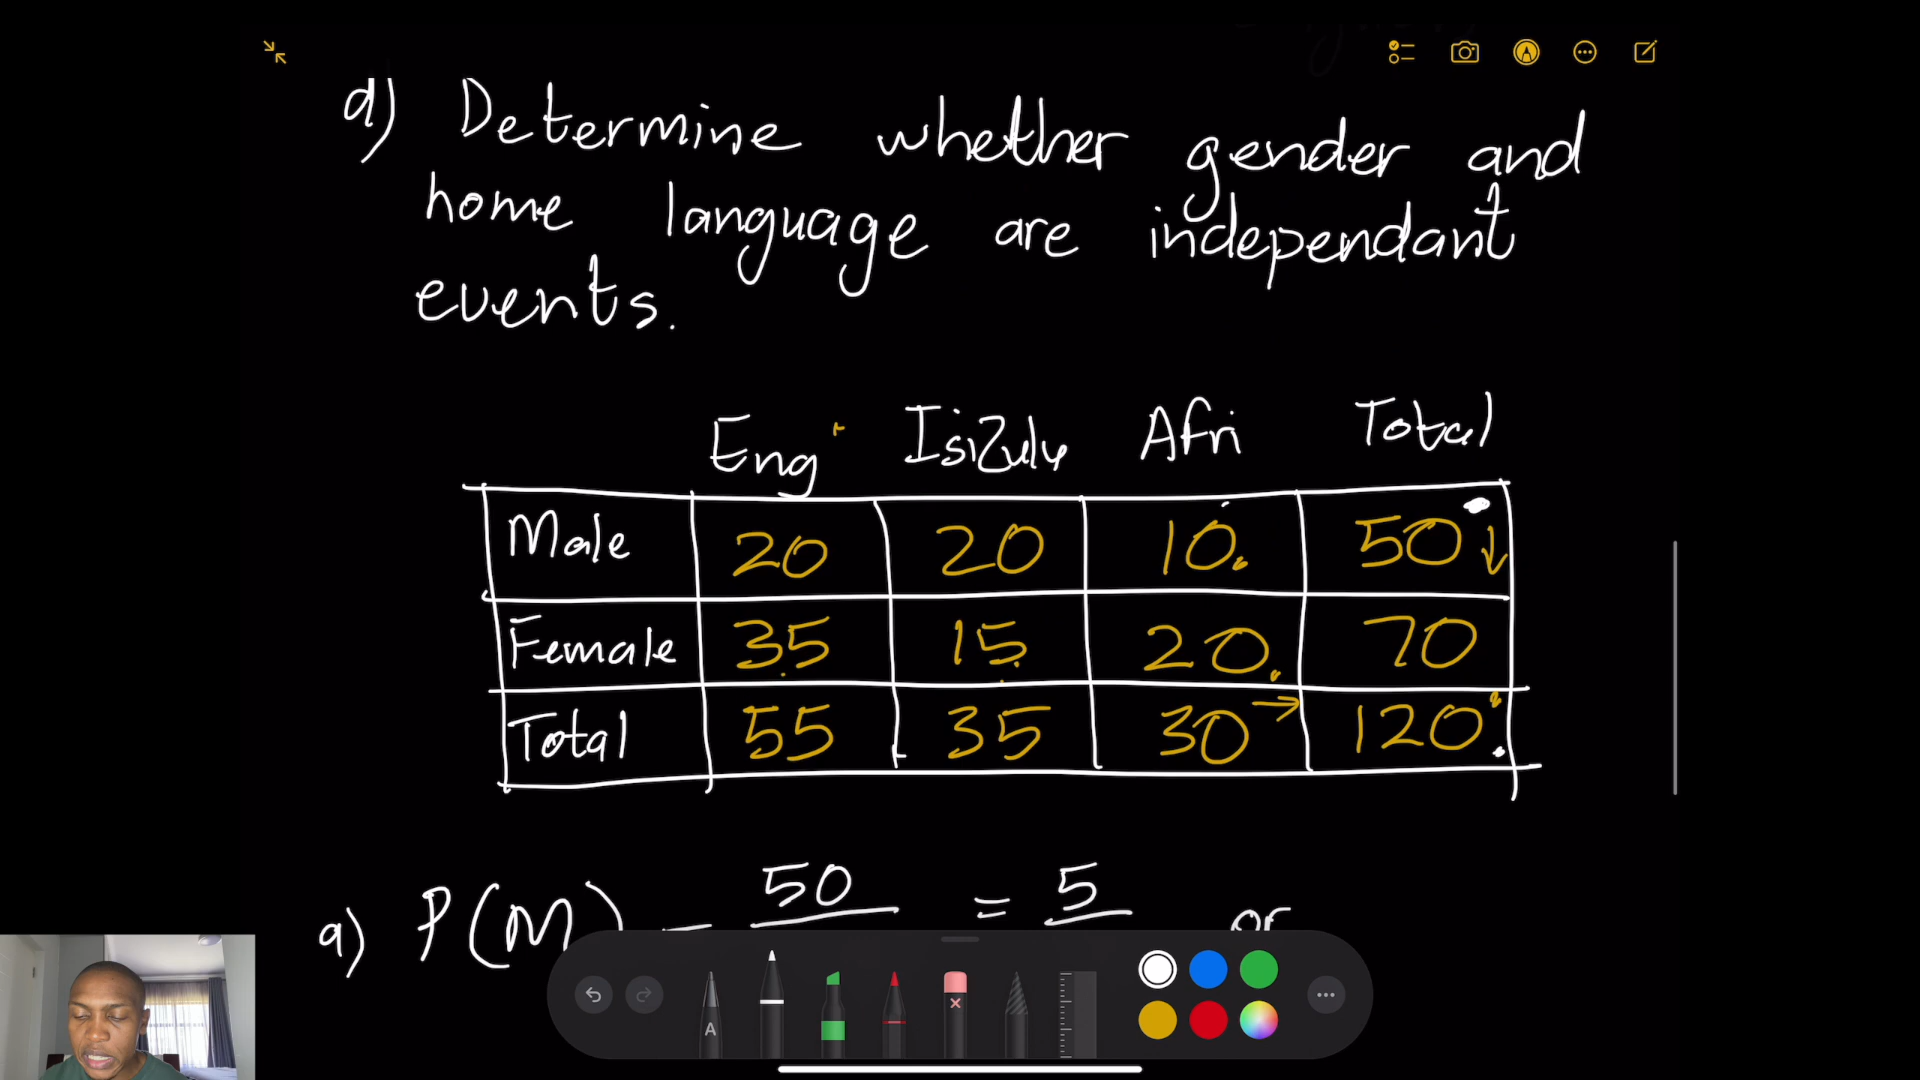 d) Determine whether gender and
home language are independant
events.
Eng IsiZulu Afri Total
Male 20 20 10 50
Female 35 15 20 70
Total 55 35 30 120
a) P(M) = 50 = 5 or
A